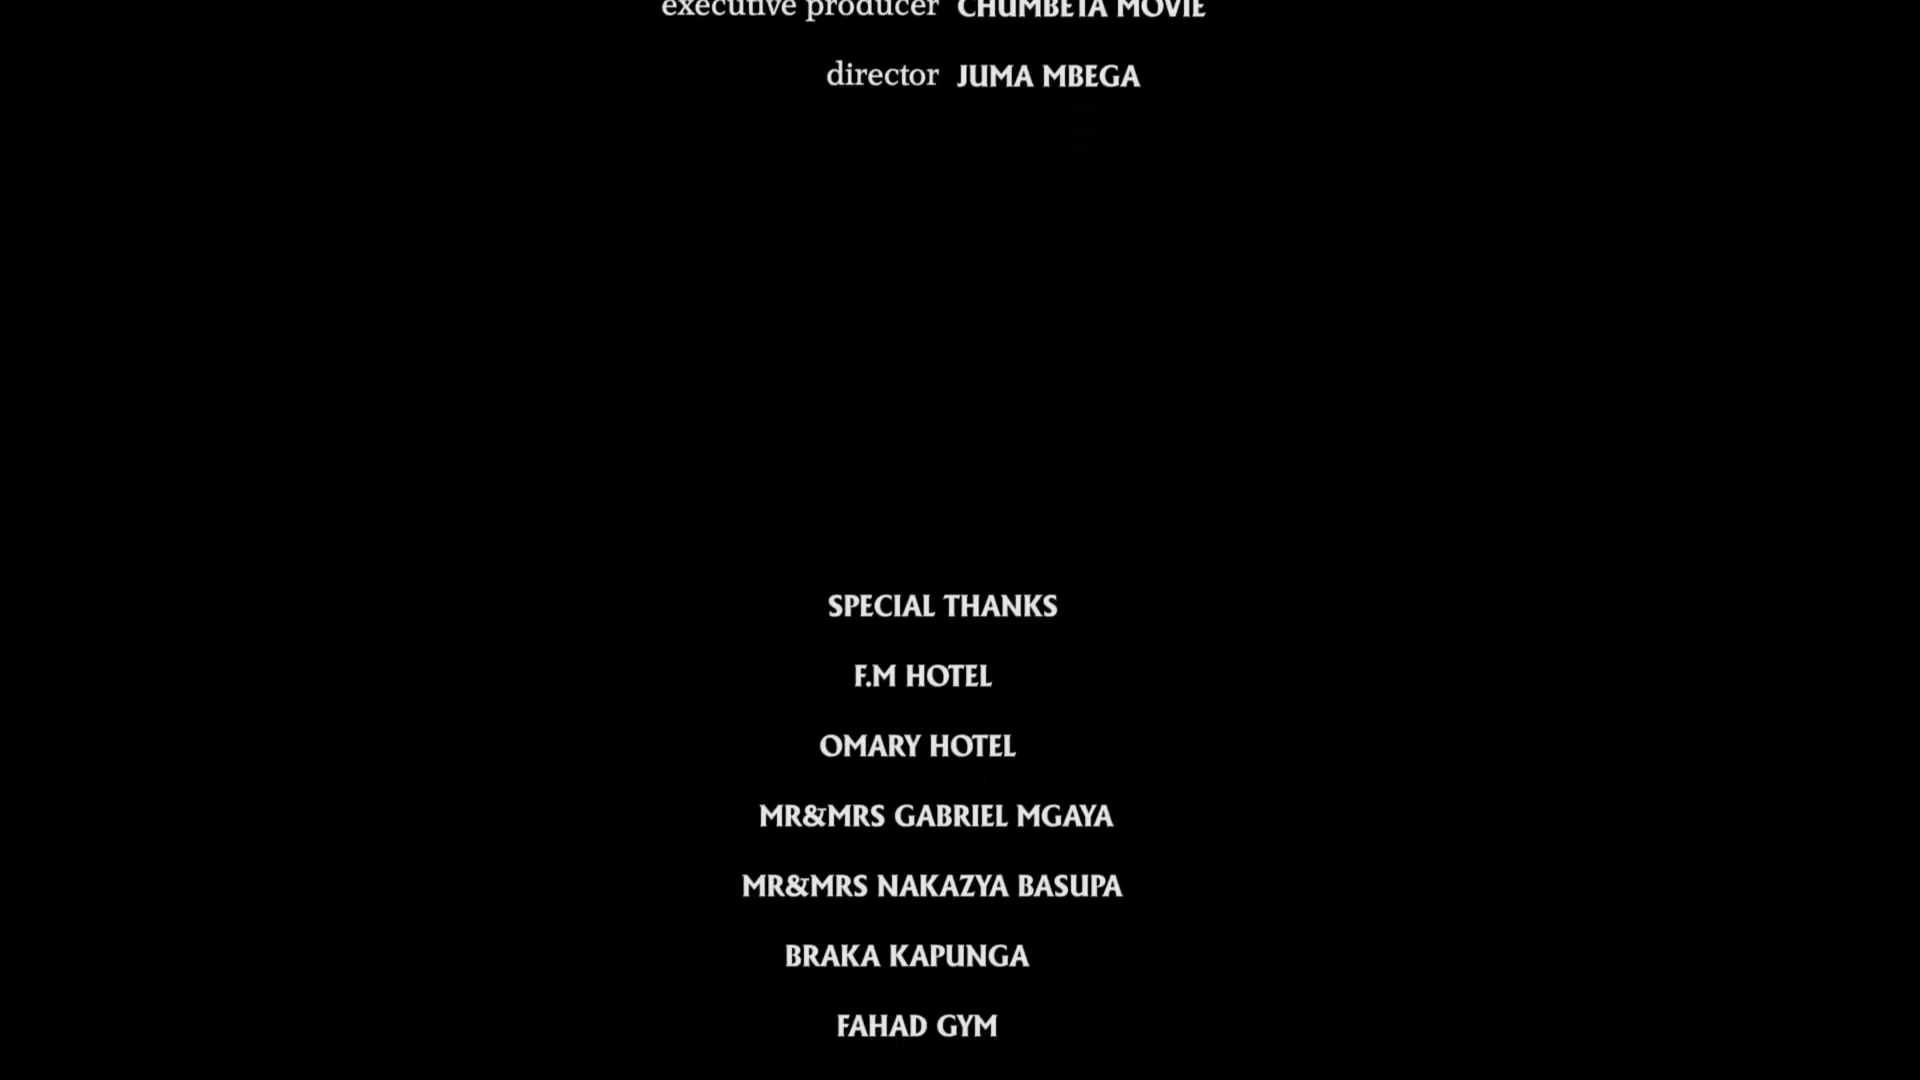 executive producer CHUMBETA MOVIE
director JUMA MBEGA
SPECIAL THANKS
F.M HOTEL
OMARY HOTEL
MR&MRS GABRIEL MGAYA
MR&MRS NAKAZYA BASUPA
BRAKA KAPUNGA
FAHAD GYM